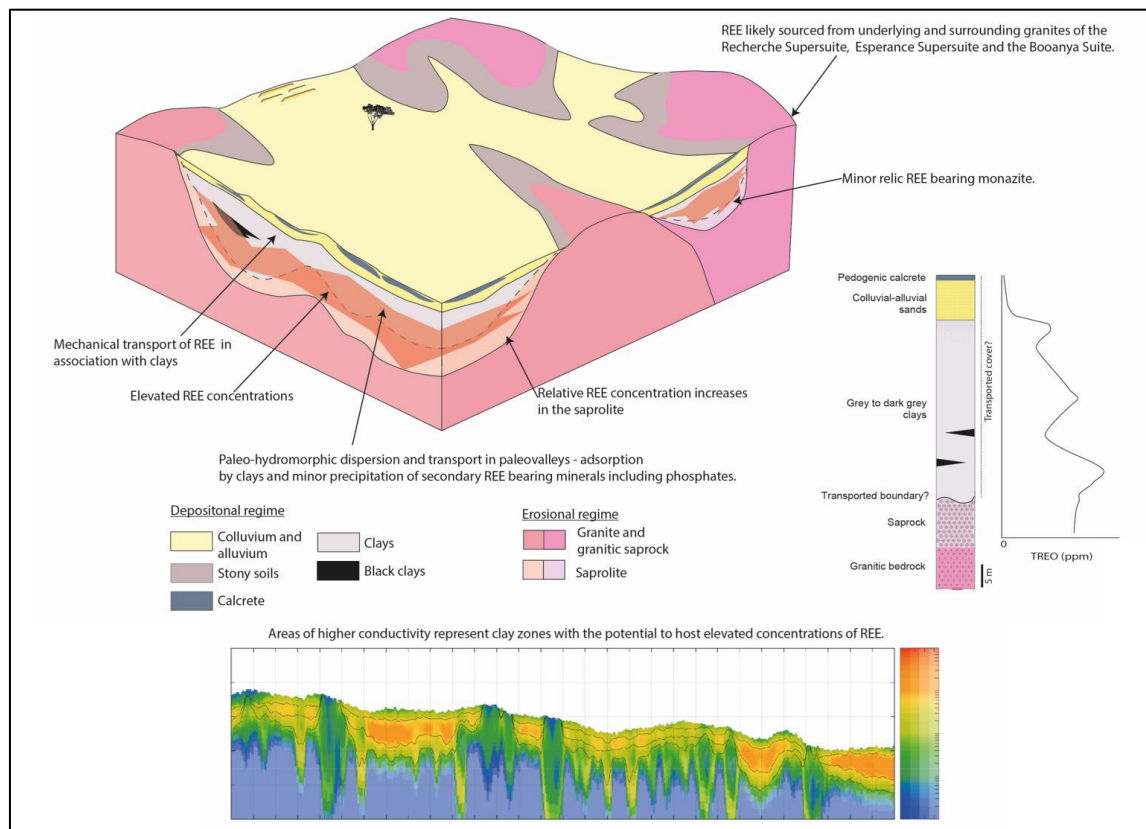 REE likely sourced from underlying and surrounding granites of the
Recherche Supersuite, Esperance Supersuite and the Booanya Suite.
Minor relic REE bearing monazite.
Mechanical transport of REE in
association with clays
Elevated REE concentrations
Relative REE concentration increases
in the saprolite
Paleo-hydromorphic dispersion and transport in paleovalleys - adsorption
by clays and minor precipitation of secondary REE bearing minerals including phosphates.
Pedogenic calcrete
Colluvial-alluvial
sands
Transported cover?
Grey to dark grey
clays
Transported boundary?
Saprock
Granitic bedrock
0
TREO (ppm)
5 m
Depositonal regime
Colluvium and
alluvium
Stony soils
Calcrete
Clays
Black clays
Erosional regime
Granite and
granitic saprock
Saprolite
Areas of higher conductivity represent clay zones with the potential to host elevated concentrations of REE.